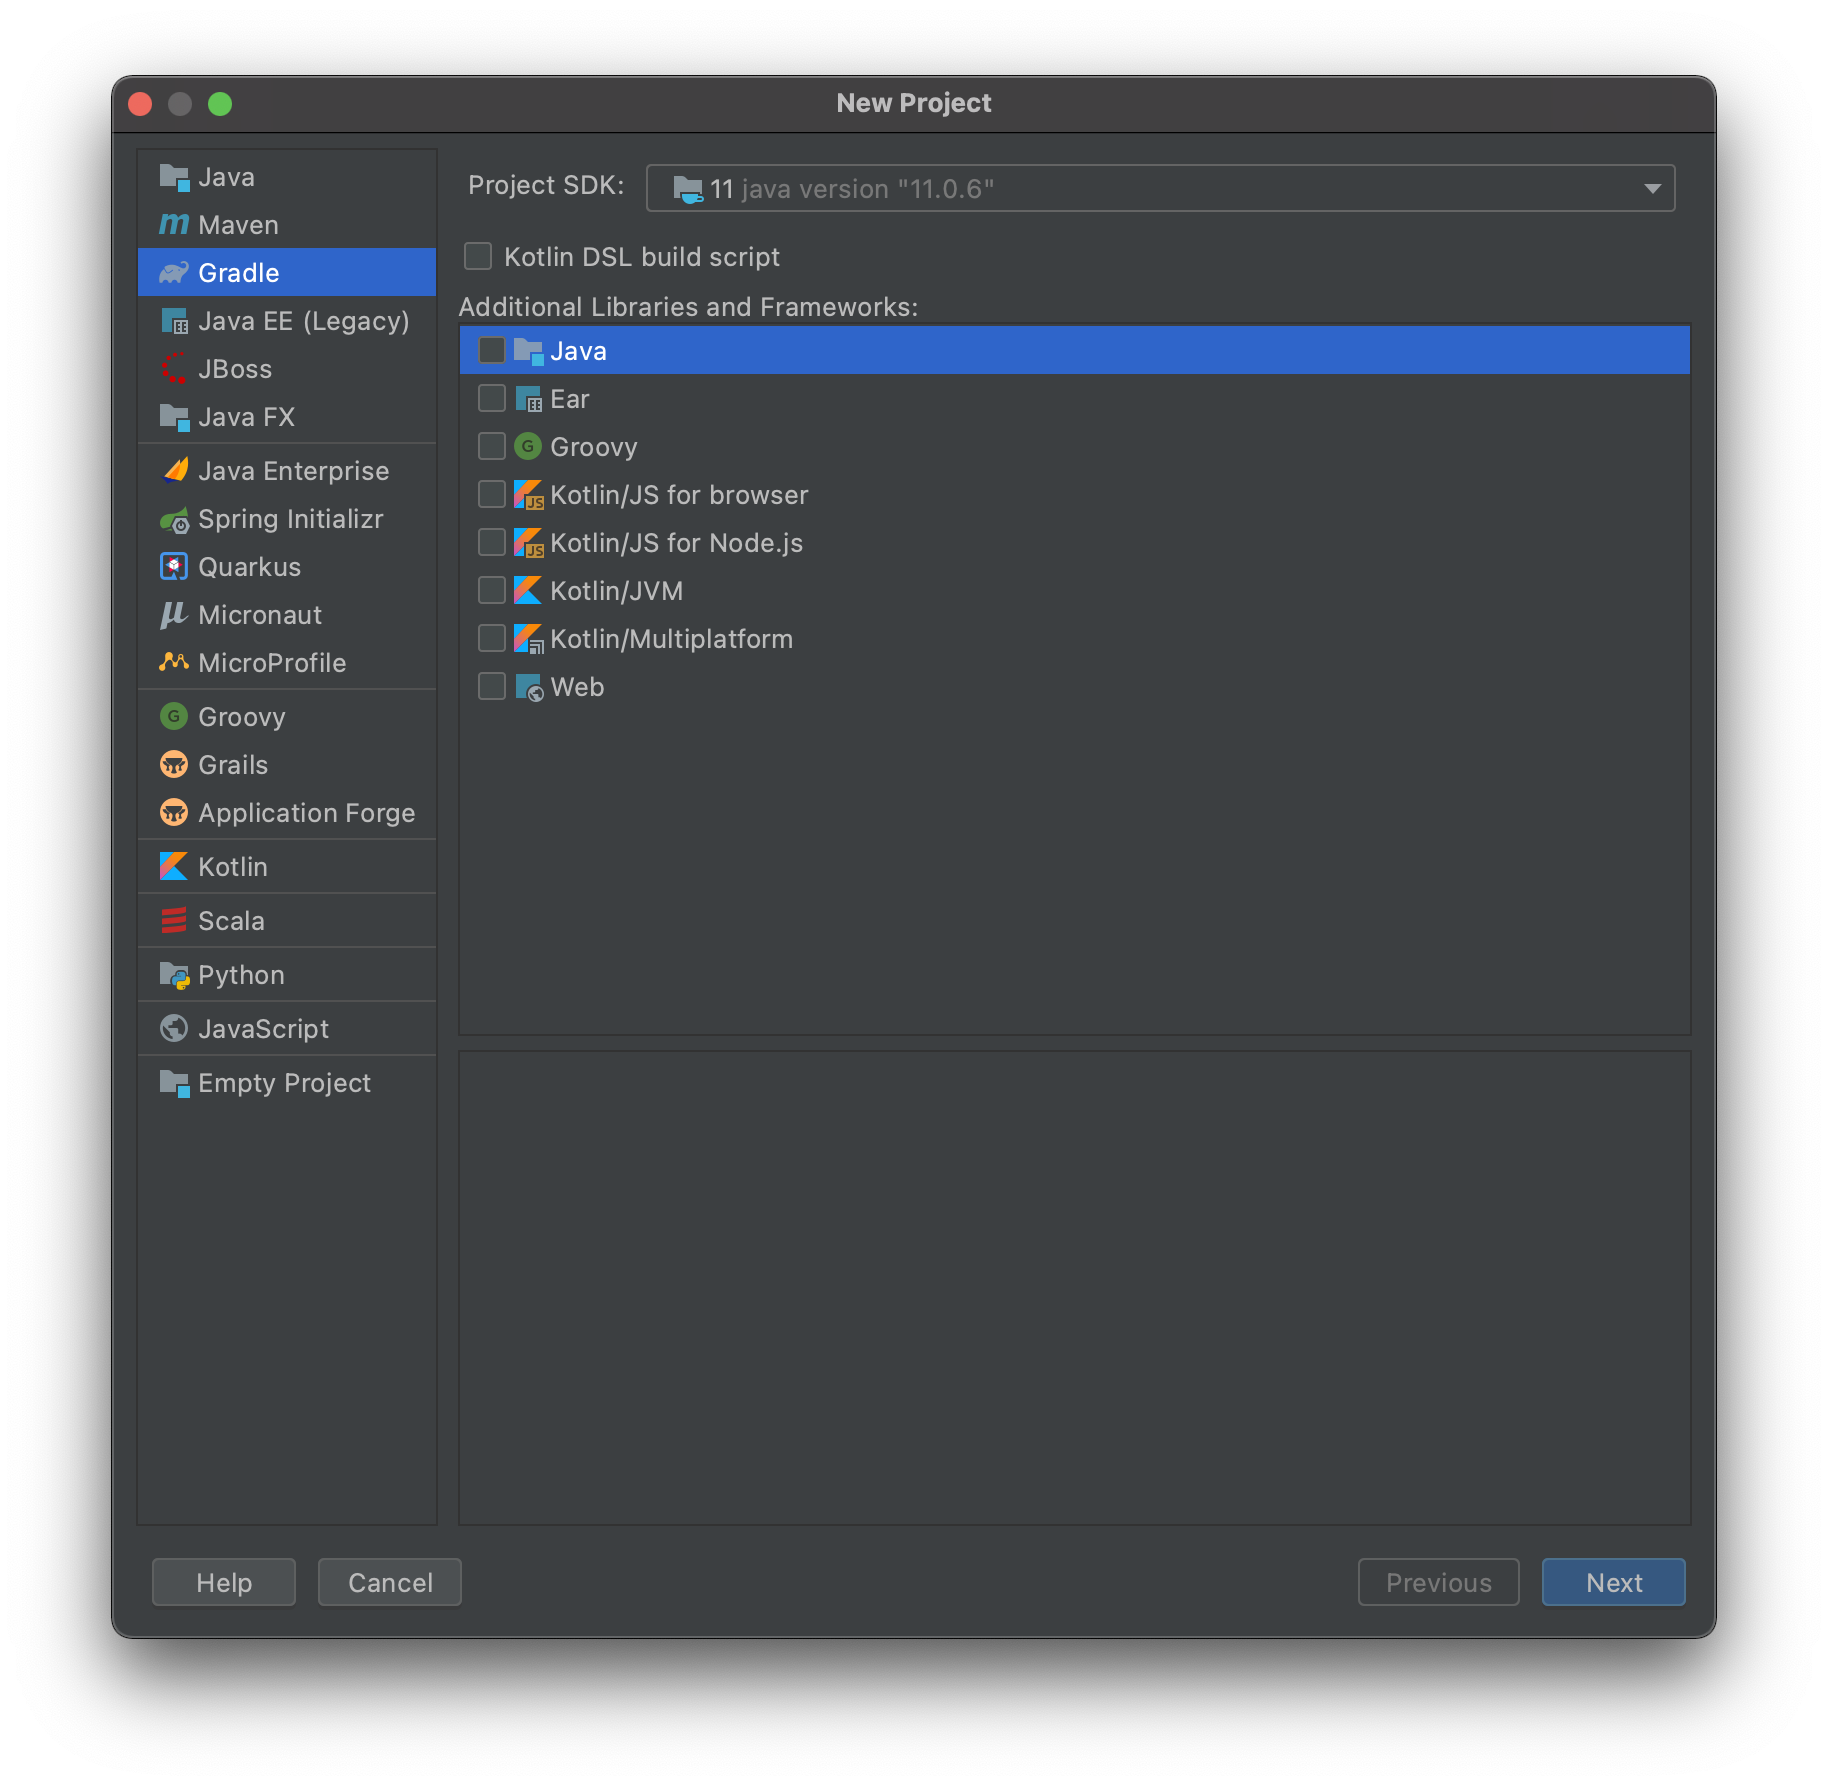 New Project
Java
Maven
Gradle
Java EE (Legacy)
JBoss
Java FX
Java Enterprise
Spring Initializr
Quarkus
Micronaut
MicroProfile
Groovy
Grails
Application Forge
Kotlin
Scala
Python
JavaScript
Empty Project
Project SDK: 11 java version "11.0.6"
Kotlin DSL build script
Additional Libraries and Frameworks:
Java
Ear
Groovy
Kotlin/JS for browser
Kotlin/JS for Node.js
Kotlin/JVM
Kotlin/Multiplatform
Web
Help Cancel Previous Next